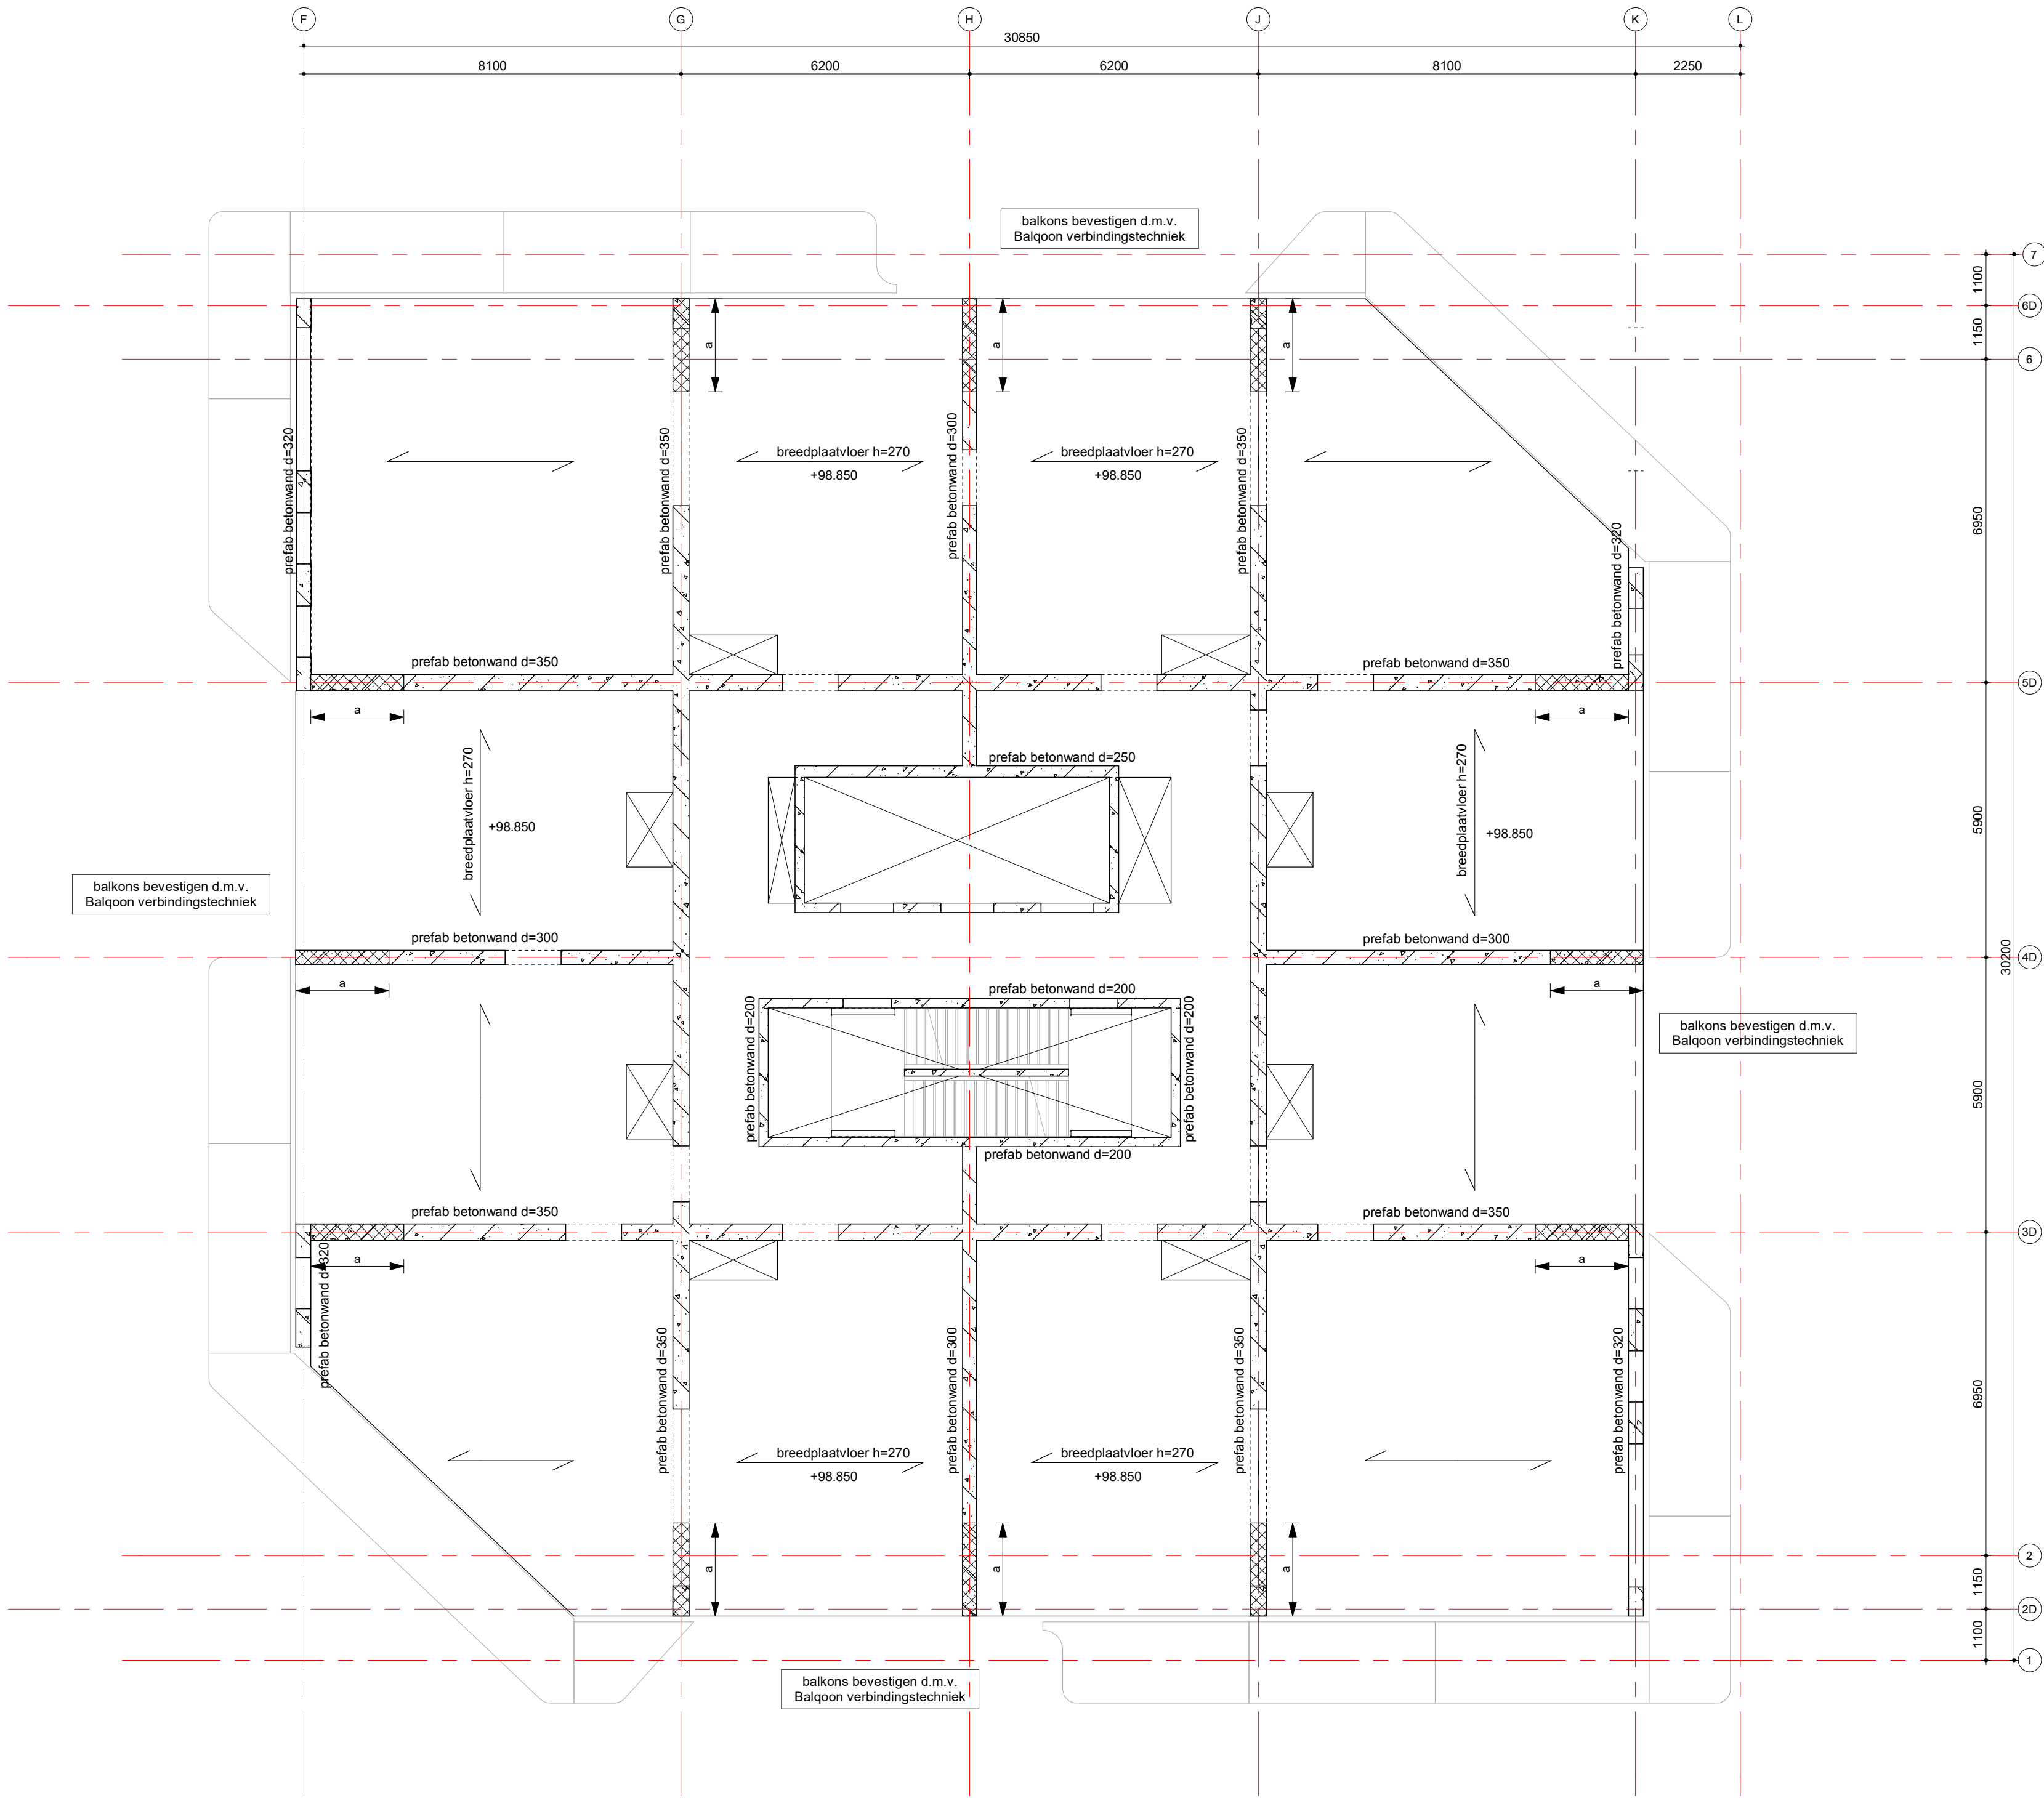 F
G
H
J
K
L
30850
8100
6200
6200
8100
2250
balkons bevestigen d.m.v.
Balqoon verbindingstechniek
7
1100
6D
1150
6
a
a
a
prefab betonwand d=320
prefab betonwand d=350
breedplaatvloer h=270
+98.850
prefab betonwand d=300
breedplaatvloer h=270
+98.850
prefab betonwand d=350
prefab betonwand d=320
6950
prefab betonwand d=350
prefab betonwand d=350
5D
a
a
prefab betonwand d=250
breedplaatvloer h=270
+98.850
breedplaatvloer h=270
+98.850
5900
balkons bevestigen d.m.v.
Balqoon verbindingstechniek
prefab betonwand d=300
prefab betonwand d=300
4D
30200
a
a
prefab betonwand d=200
prefab betonwand d=200
prefab betonwand d=200
prefab betonwand d=200
balkons bevestigen d.m.v.
Balqoon verbindingstechniek
5900
prefab betonwand d=350
prefab betonwand d=350
3D
a
a
prefab betonwand d=320
prefab betonwand d=350
prefab betonwand d=300
prefab betonwand d=350
prefab betonwand d=320
6950
breedplaatvloer h=270
+98.850
breedplaatvloer h=270
+98.850
2
a
a
a
1150
2D
1100
1
balkons bevestigen d.m.v.
Balqoon verbindingstechniek